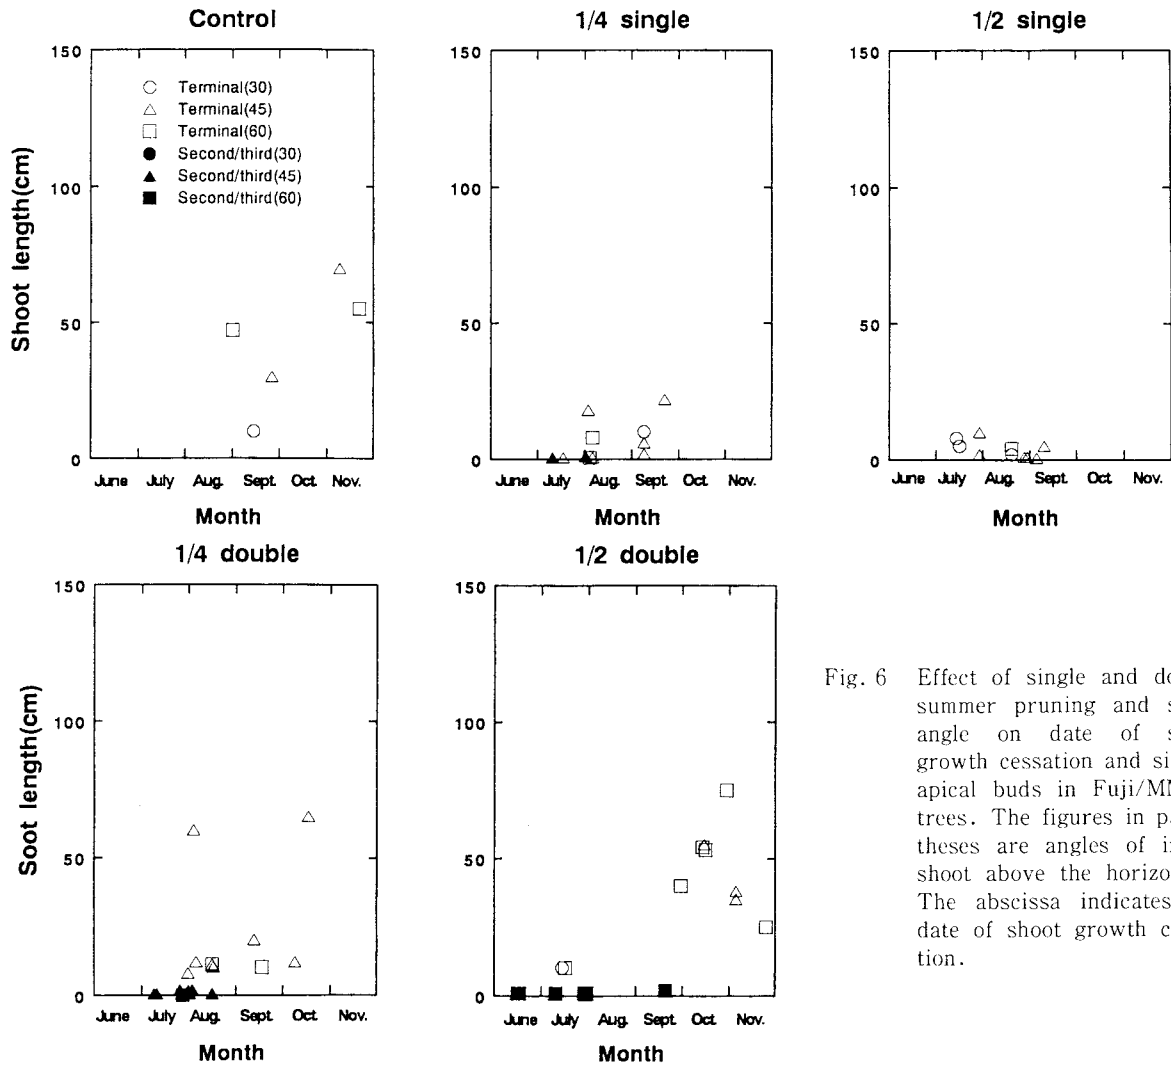 Control
1/4 single
1/2 single
150
100
50
0
Shoot length(cm)
Terminal(30)
Terminal(45)
Terminal(60)
Second/third(30)
Second/third(45)
Second/third(60)
June July Aug. Sept. Oct. Nov.
Month
150
100
50
0
June July Aug. Sept. Oct. Nov.
Month
150
100
50
0
June July Aug. Sept. Oct. Nov.
Month
1/4 double
1/2 double
150
100
50
0
Soot length(cm)
June July Aug. Sept. Oct. Nov.
Month
150
100
50
0
June July Aug. Sept. Oct. Nov.
Month
Fig. 6 Effect of single and
summer pruning and
angle on date of
growth cessation and
apical buds in
trees. The figures in
theses are angles of
shoot above the
The abscissa indicates
date of shoot growth
tion.